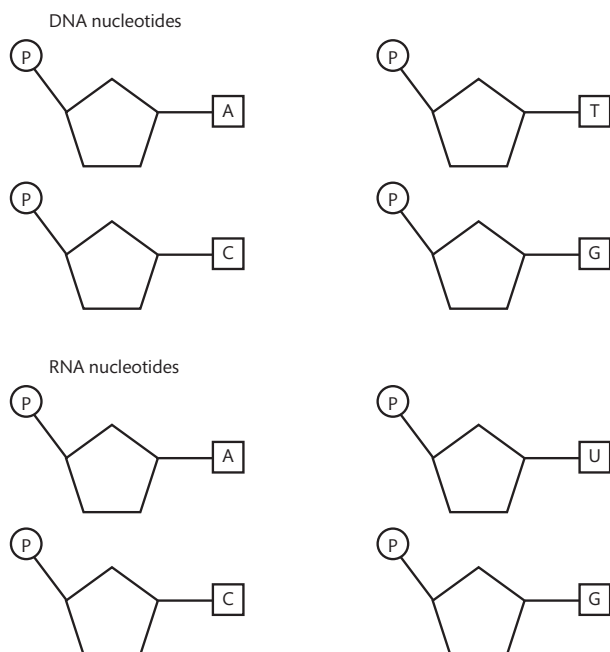 DNA nucleotides
P P
A T
P P
C G
RNA nucleotides
P P
A U
P P
C G